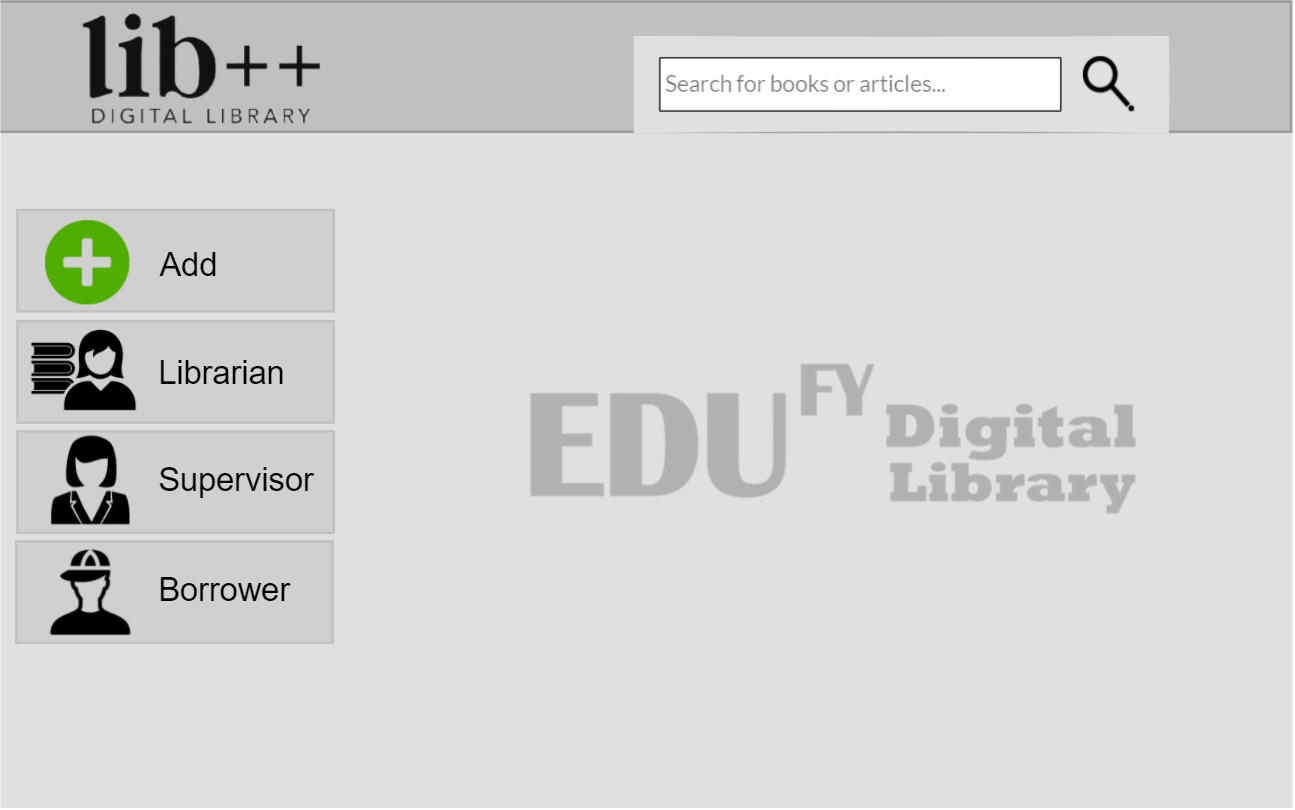 lib++
DIGITAL LIBRARY
Search for books or articles...
Add
Librarian
Supervisor
Borrower
EDUFY Digital
Library